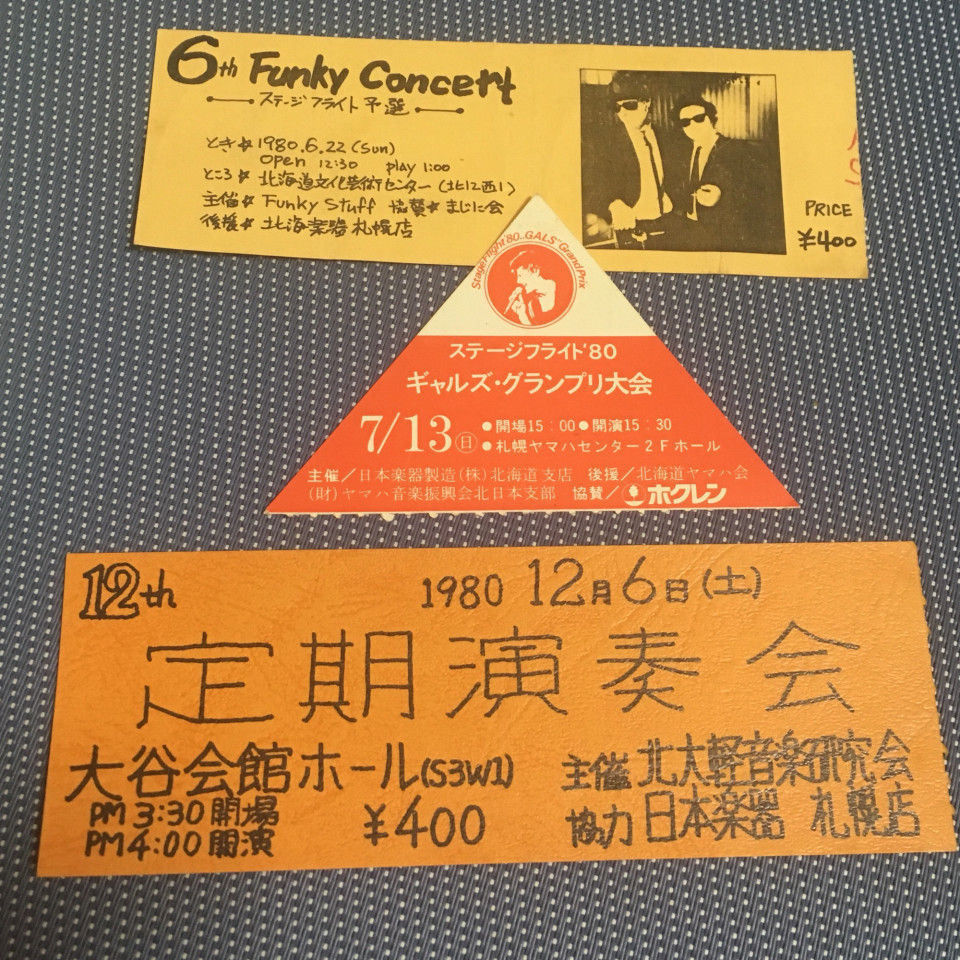 6th Funky Concert
ステージフライト予選
とき☆1980.6.22(Sun)
Open 12:30 play 1:00
ところ☆北海道文化芸術センター(北12西1)
主催☆Funky Stuff 協賛☆まじに会
後援☆北海楽器札幌店
PRICE
¥400
Stage Flight '80 "GALS" Grand Prix
ステージフライト'80
ギャルズ・グランプリ大会
7/13(日) ●開場15:00●開演15:30
●札幌ヤマハセンター2Fホール
主催/日本楽器製造(株)北海道支店 後援/北海道ヤマハ会
(財)ヤマハ音楽振興会北日本支部 協賛/ホクレン
12th 1980 12月6日(土)
定期演奏会
大谷会館ホール(S3W1)
PM 3:30 開場
PM 4:00 開演
¥400
主催 北大軽音楽研究会
協力 日本楽器 札幌店